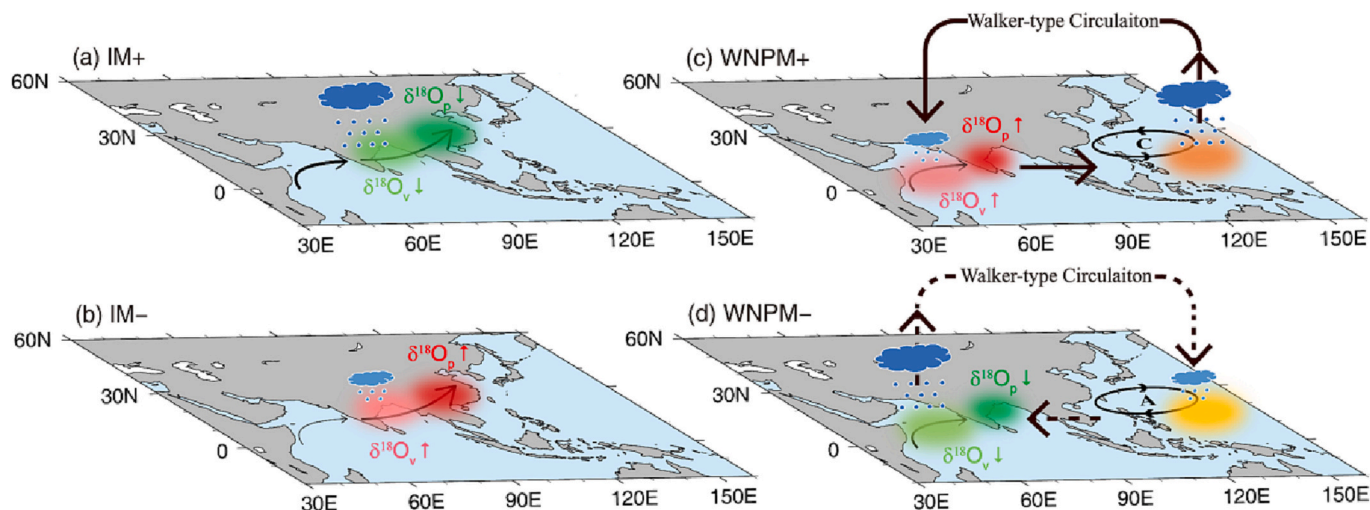 (a) IM+
60N
30N
0
30E
60E
90E
120E
150E
δ¹⁸Oₚ↓
δ¹⁸Oᵥ↓
Walker-type Circulaiton
(c) WNPM+
60N
30N
0
30E
60E
90E
120E
150E
δ¹⁸Oₚ↑
δ¹⁸Oᵥ↑
C
(b) IM−
60N
30N
0
30E
60E
90E
120E
150E
δ¹⁸Oₚ↑
δ¹⁸Oᵥ↑
Walker-type Circulaiton
(d) WNPM−
60N
30N
0
30E
60E
90E
120E
150E
δ¹⁸Oₚ↓
δ¹⁸Oᵥ↓
A